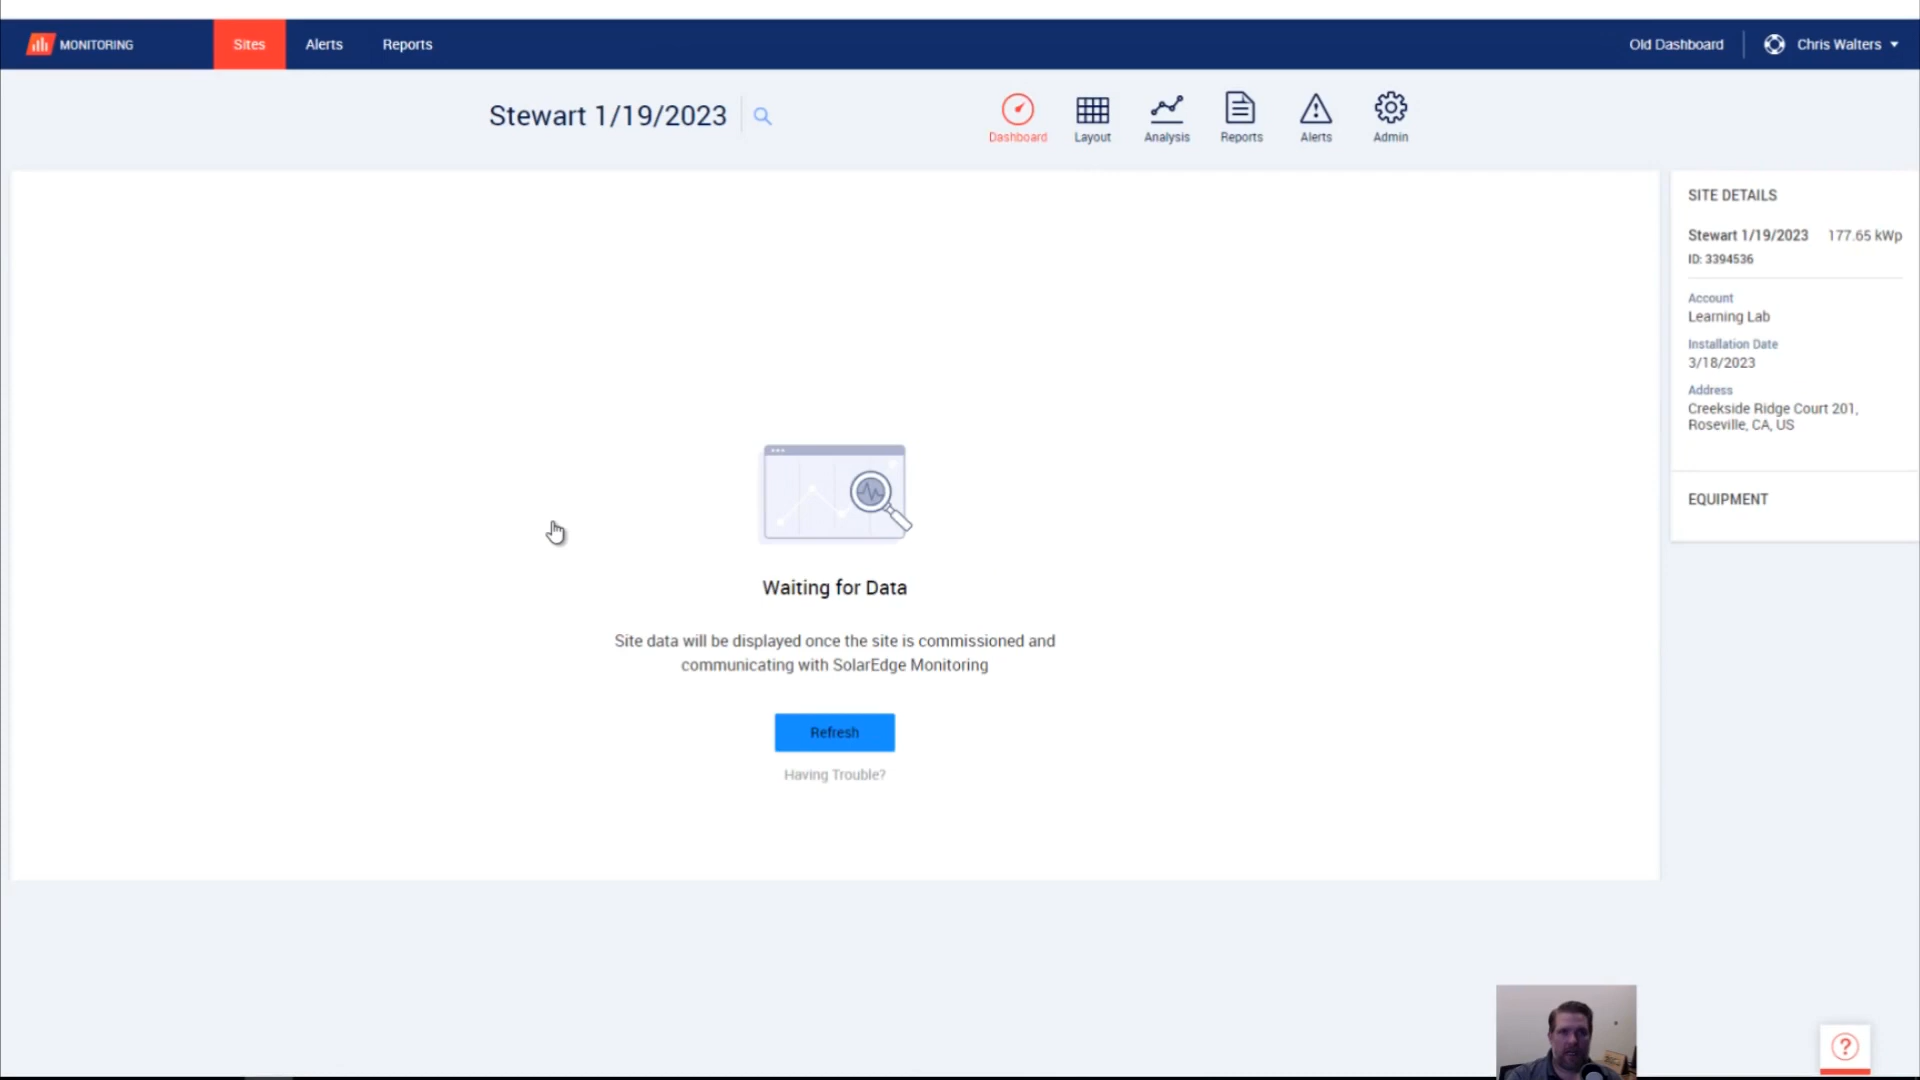 MONITORING
Sites
Alerts
Reports
Old Dashboard
Chris Walters
Stewart 1/19/2023
Dashboard
Layout
Analysis
Reports
Alerts
Admin
Waiting for Data
Site data will be displayed once the site is commissioned and
communicating with SolarEdge Monitoring
Refresh
Having Trouble?
SITE DETAILS
Stewart 1/19/2023 177.65 kWp
ID: 3394536
Account
Learning Lab
Installation Date
3/18/2023
Address
Creekside Ridge Court 201,
Roseville, CA, US
EQUIPMENT
?